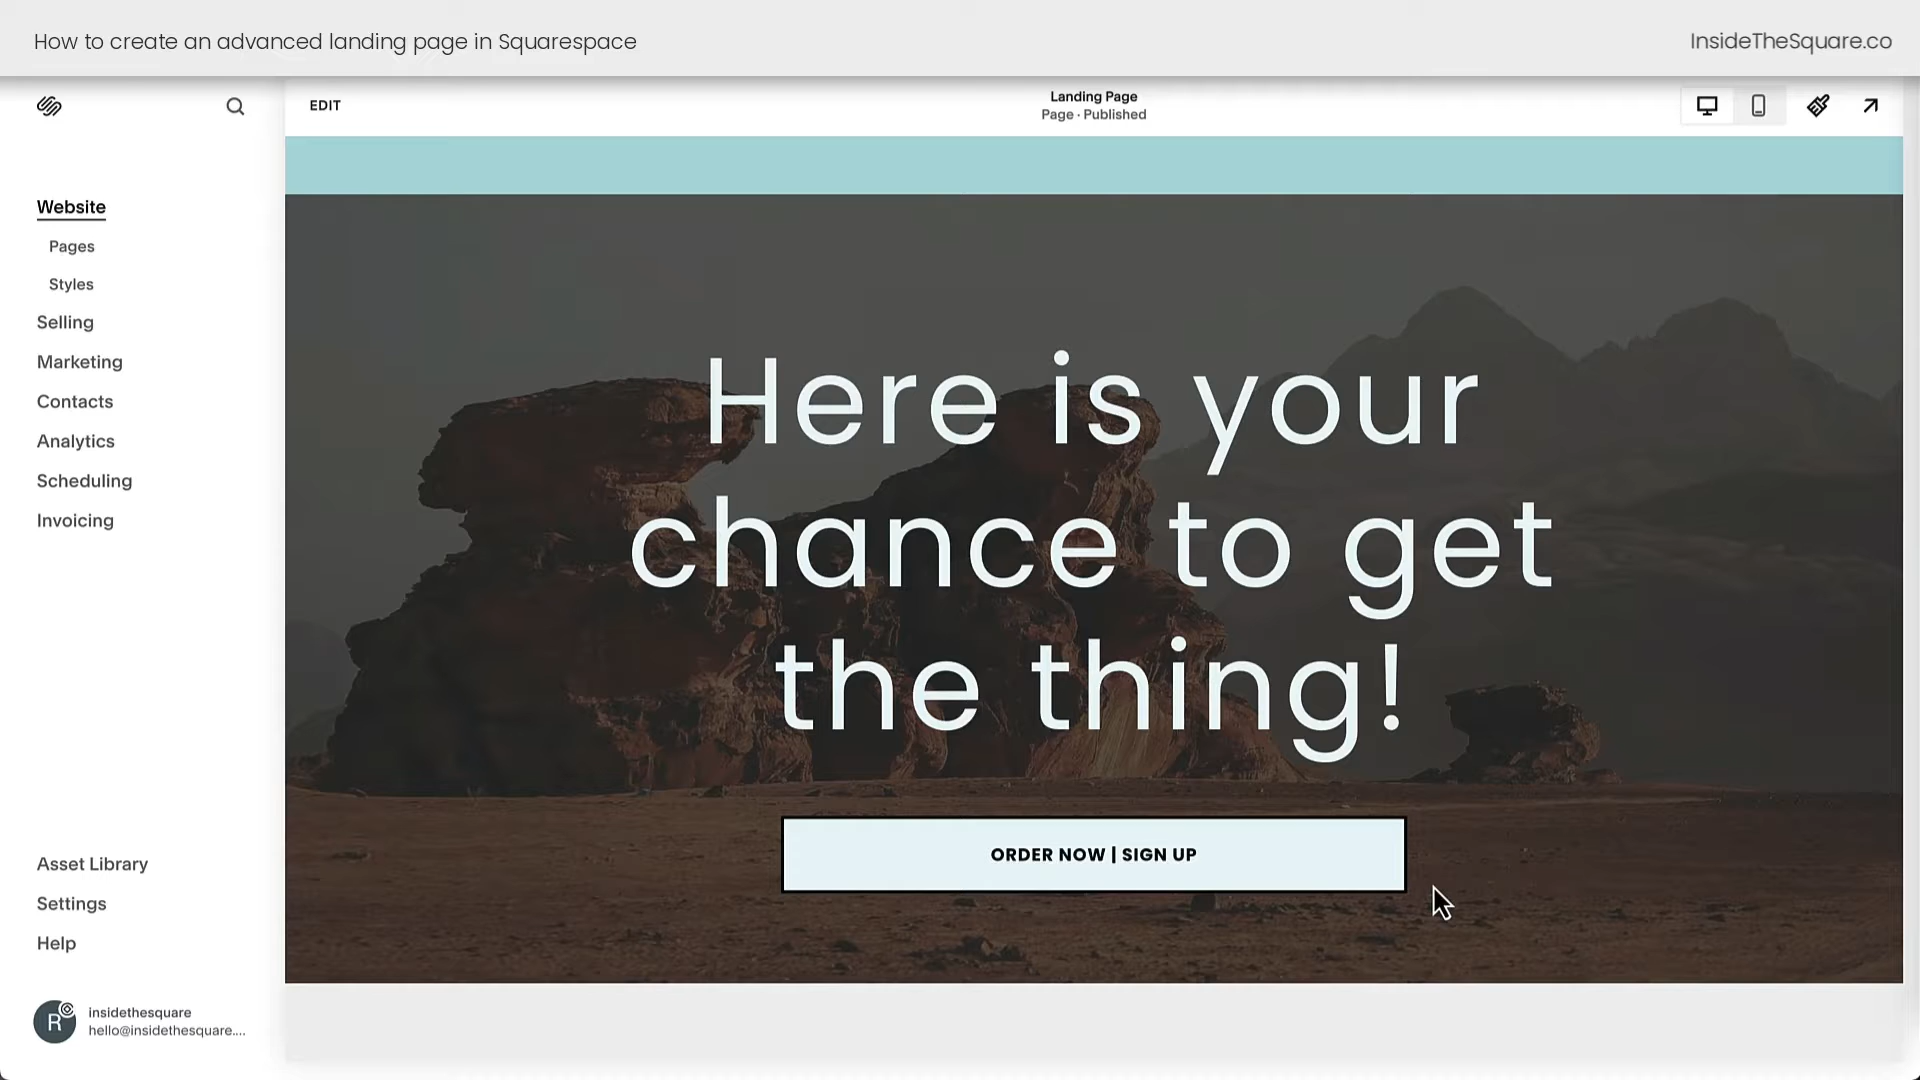 How to create an advanced landing page in Squarespace
InsideTheSquare.co
EDIT
Landing Page
Page · Published
Website
Pages
Styles
Selling
Marketing
Contacts
Analytics
Scheduling
Invoicing
Here is your
chance to get
the thing!
ORDER NOW | SIGN UP
Asset Library
Settings
Help
R
insidethesquare
hello@insidethesquare....